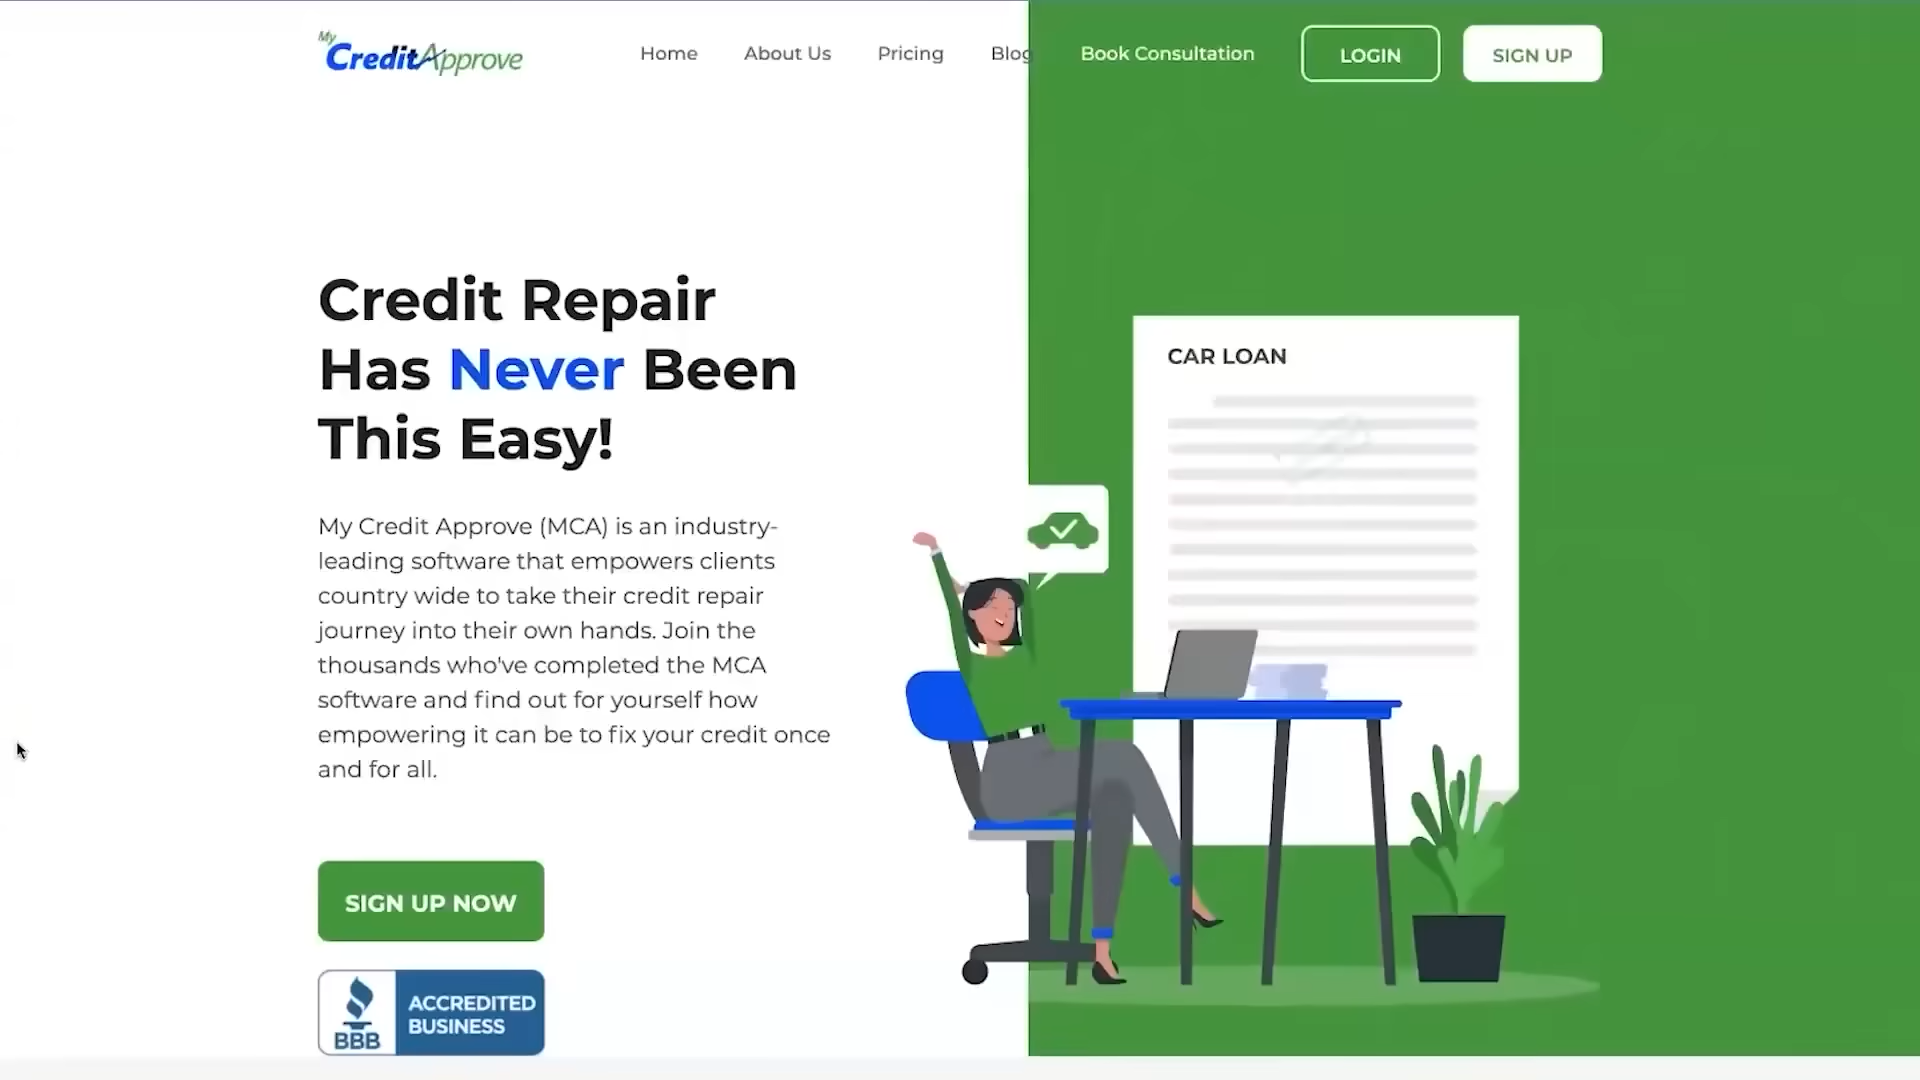 My
CreditApprove
Home About Us Pricing Blog Book Consultation LOGIN SIGN UP
Credit Repair
Has Never Been
This Easy!
My Credit Approve (MCA) is an industry-
leading software that empowers clients
country wide to take their credit repair
journey into their own hands. Join the
thousands who've completed the MCA
software and find out for yourself how
empowering it can be to fix your credit once
and for all.
SIGN UP NOW
BBB
ACCREDITED
BUSINESS
CAR LOAN